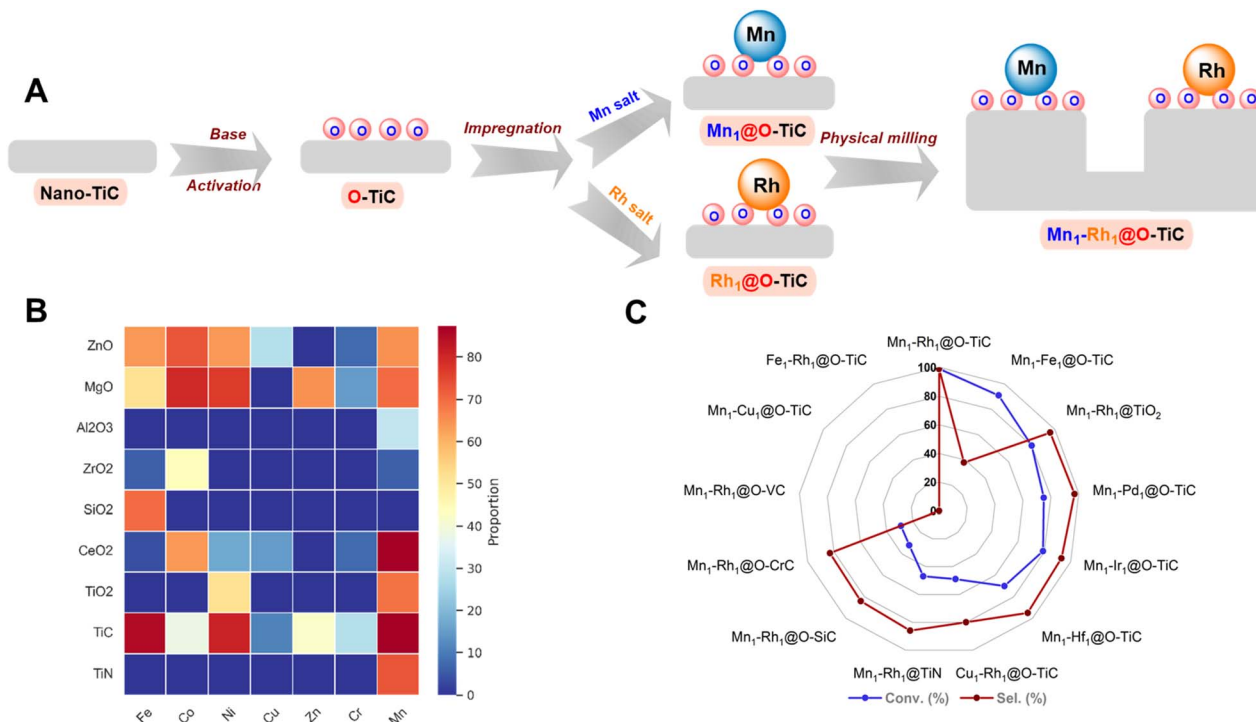 A
Nano-TiC
Base
Activation
O O O O
O-TiC
Impregnation
Mn salt
Rh salt
Mn
O O O O
Mn₁@O-TiC
Rh
O O O O
Rh₁@O-TiC
Physical milling
Mn
O O O O
Rh
O O O O
Mn₁-Rh₁@O-TiC
B
ZnO
MgO
Al2O3
ZrO2
SiO2
CeO2
TiO2
TiC
TiN
Fe Co Ni Cu Zn Cr Mn
80
70
60
50
40
30
20
10
0
Proportion
C
Mn₁-Rh₁@O-TiC
Mn₁-Fe₁@O-TiC
Mn₁-Rh₁@TiO₂
Mn₁-Pd₁@O-TiC
Mn₁-Ir₁@O-TiC
Mn₁-Hf₁@O-TiC
Cu₁-Rh₁@O-TiC
Mn₁-Rh₁@TiN
Mn₁-Rh₁@O-SiC
Mn₁-Rh₁@O-CrC
Mn₁-Rh₁@O-VC
Mn₁-Cu₁@O-TiC
Fe₁-Rh₁@O-TiC
100
80
60
40
20
0
Conv. (%) Sel. (%)